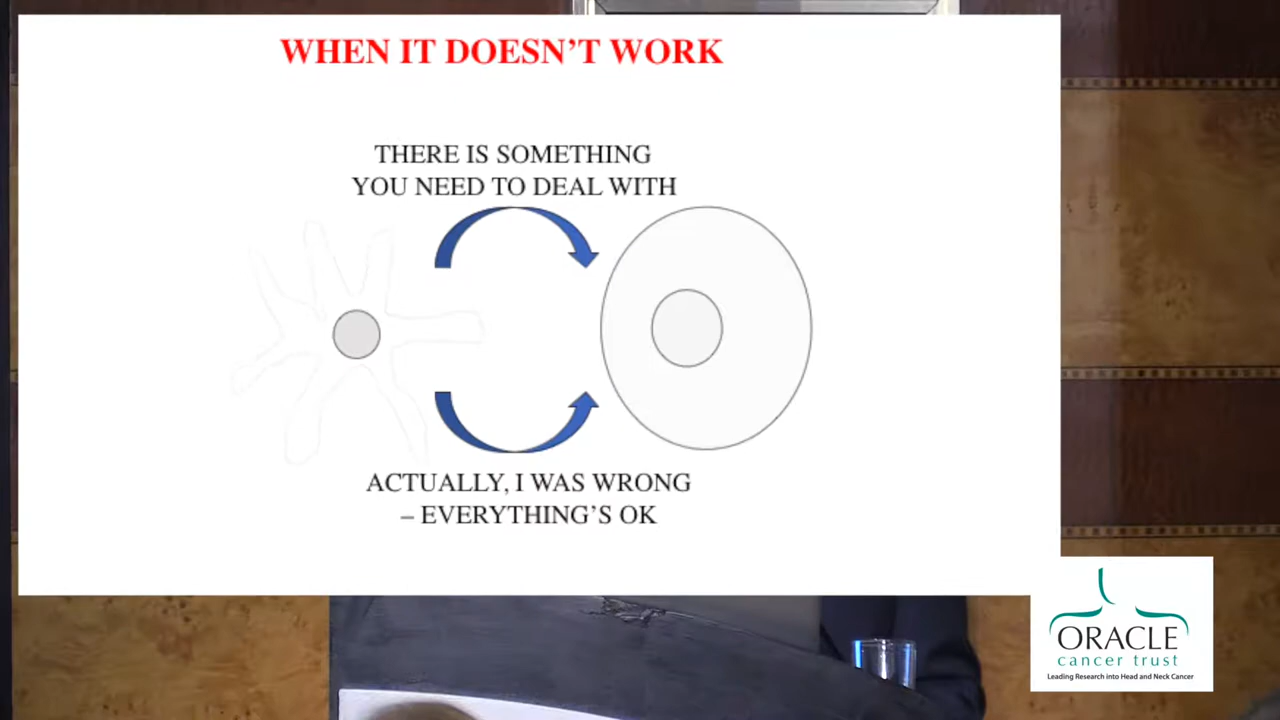 WHEN IT DOESN'T WORK
THERE IS SOMETHING
YOU NEED TO DEAL WITH
ACTUALLY, I WAS WRONG
– EVERYTHING'S OK
ORACLE
cancer trust
Leading Research into Head and Neck Cancer